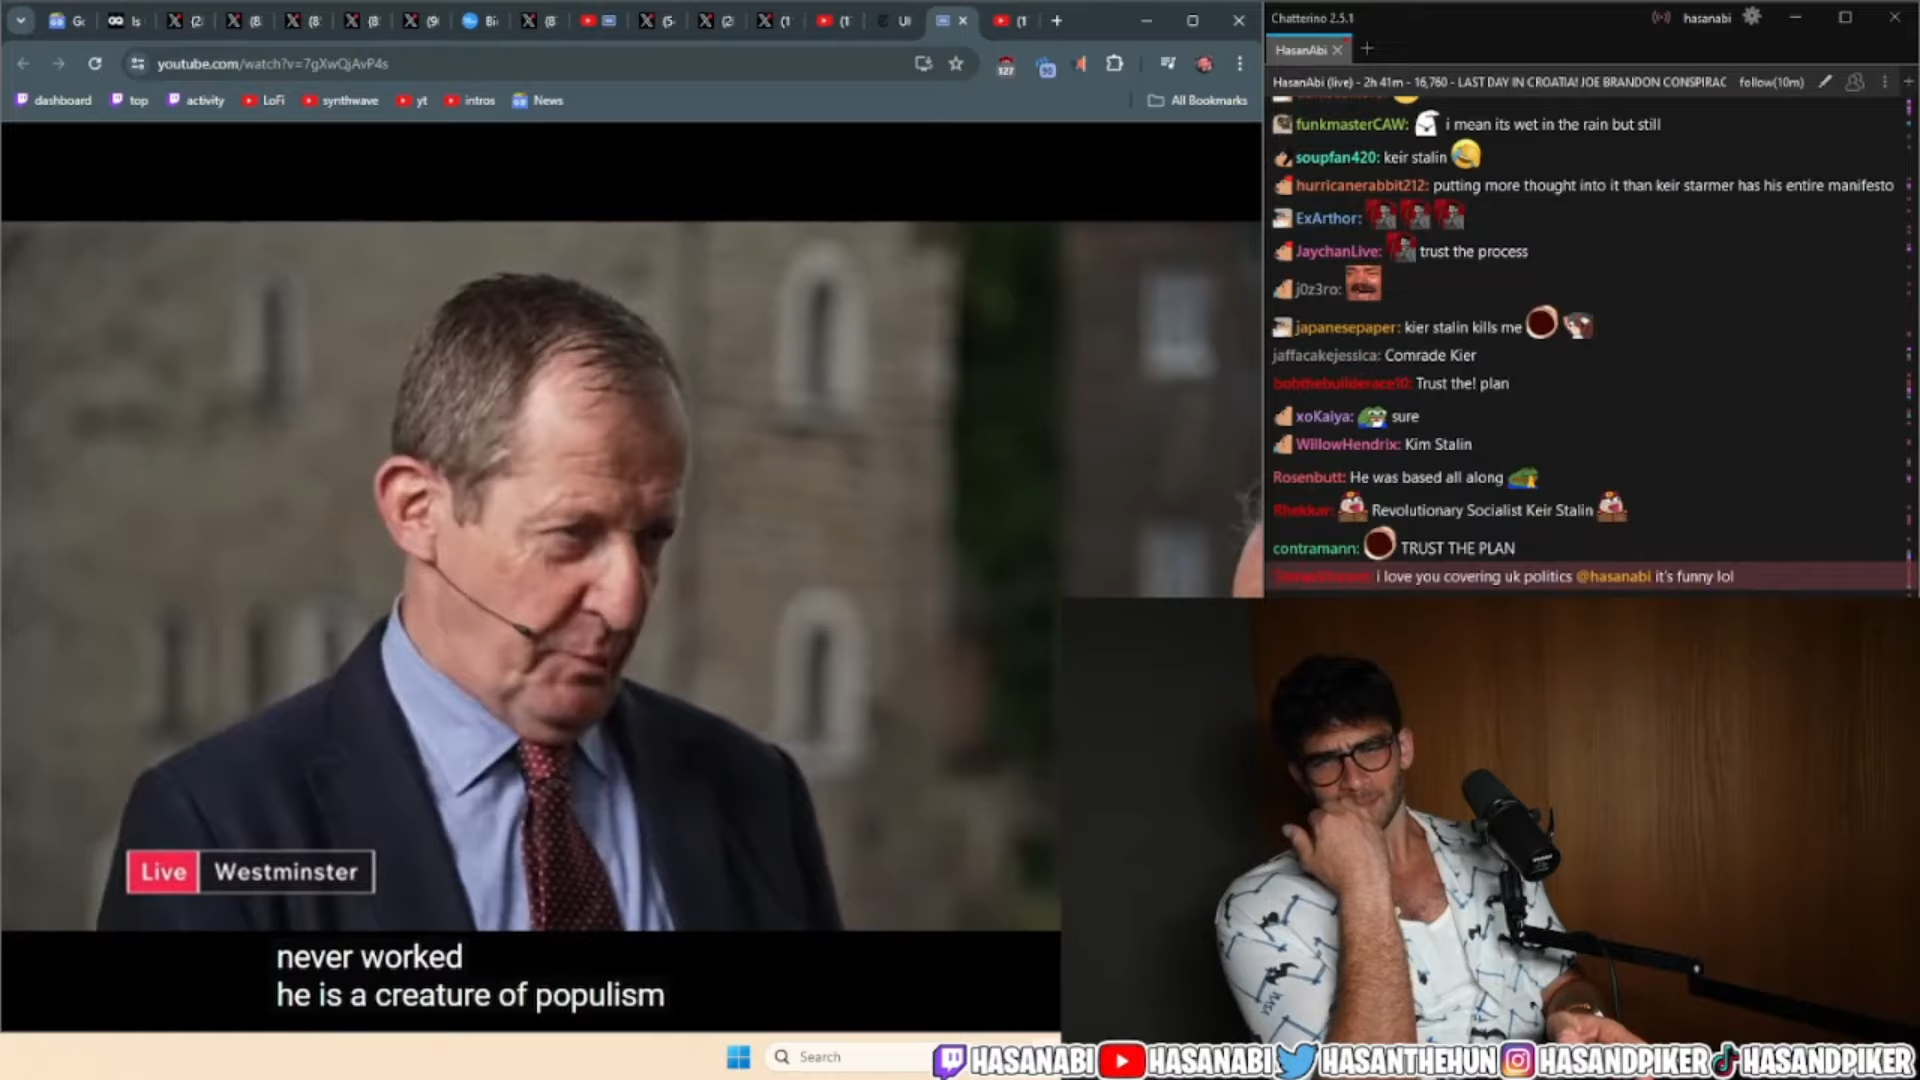 youtube.com/watch?v=7gXwQjAvP4s
127
dashboard
top
activity
LoFi
synthwave
yt
intros
News
All Bookmarks
Live Westminster
never worked
he is a creature of populism
Search
Chatterino 2.5.1
hasanabi
HasanAbi
HasanAbi (live) - 2h 41m - 16,760 - LAST DAY IN CROATIA! JOE BRANDON CONSPIRAC follow(10m)
funkmasterCAW: i mean its wet in the rain but still
soupfan420: keir stalin
hurricanerabbit212: putting more thought into it than keir starmer has his entire manifesto
ExArthor:
JaychanLive: trust the process
j0z3ro:
japanesepaper: kier stalin kills me
jaffacakejessica: Comrade Kier
bobthebuilderace10: Trust the! plan
xoKaiya: sure
WillowHendrix: Kim Stalin
Rosenbutt: He was based all along
Rhekkar: Revolutionary Socialist Keir Stalin
contramann: TRUST THE PLAN
i love you covering uk politics @hasanabi it's funny lol
HASANABI HASANABI HASANTHEHUN HASANDPIKER HASANDPIKER